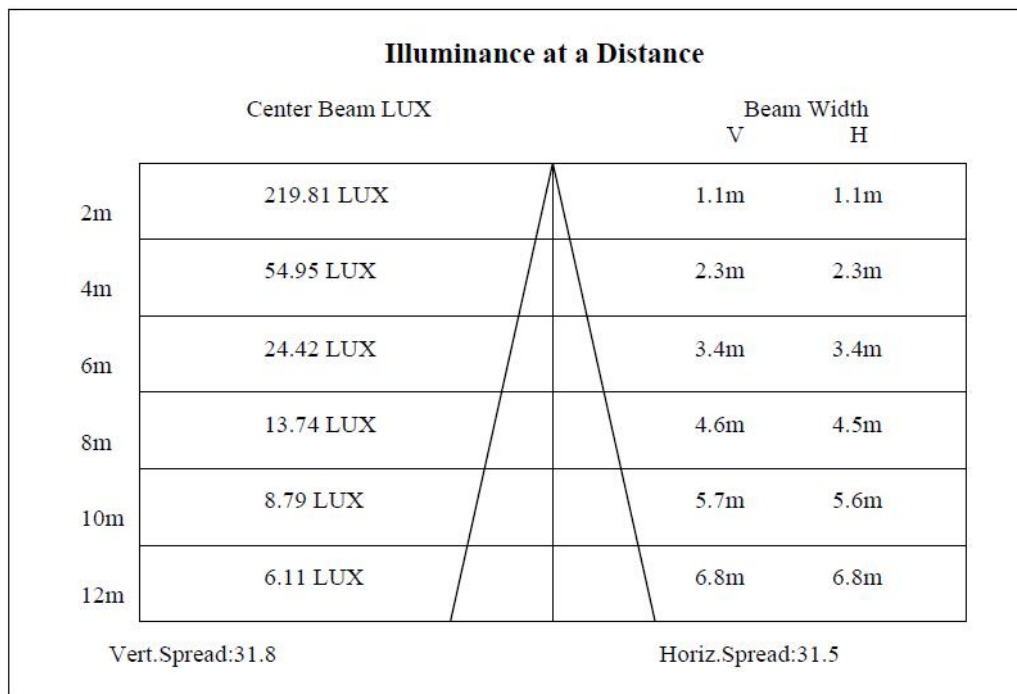 Illuminance at a Distance
Center Beam LUX Beam Width
V H
219.81 LUX 1.1m 1.1m
2m
54.95 LUX 2.3m 2.3m
4m
24.42 LUX 3.4m 3.4m
6m
13.74 LUX 4.6m 4.5m
8m
8.79 LUX 5.7m 5.6m
10m
6.11 LUX 6.8m 6.8m
12m
Vert.Spread:31.8 Horiz.Spread:31.5